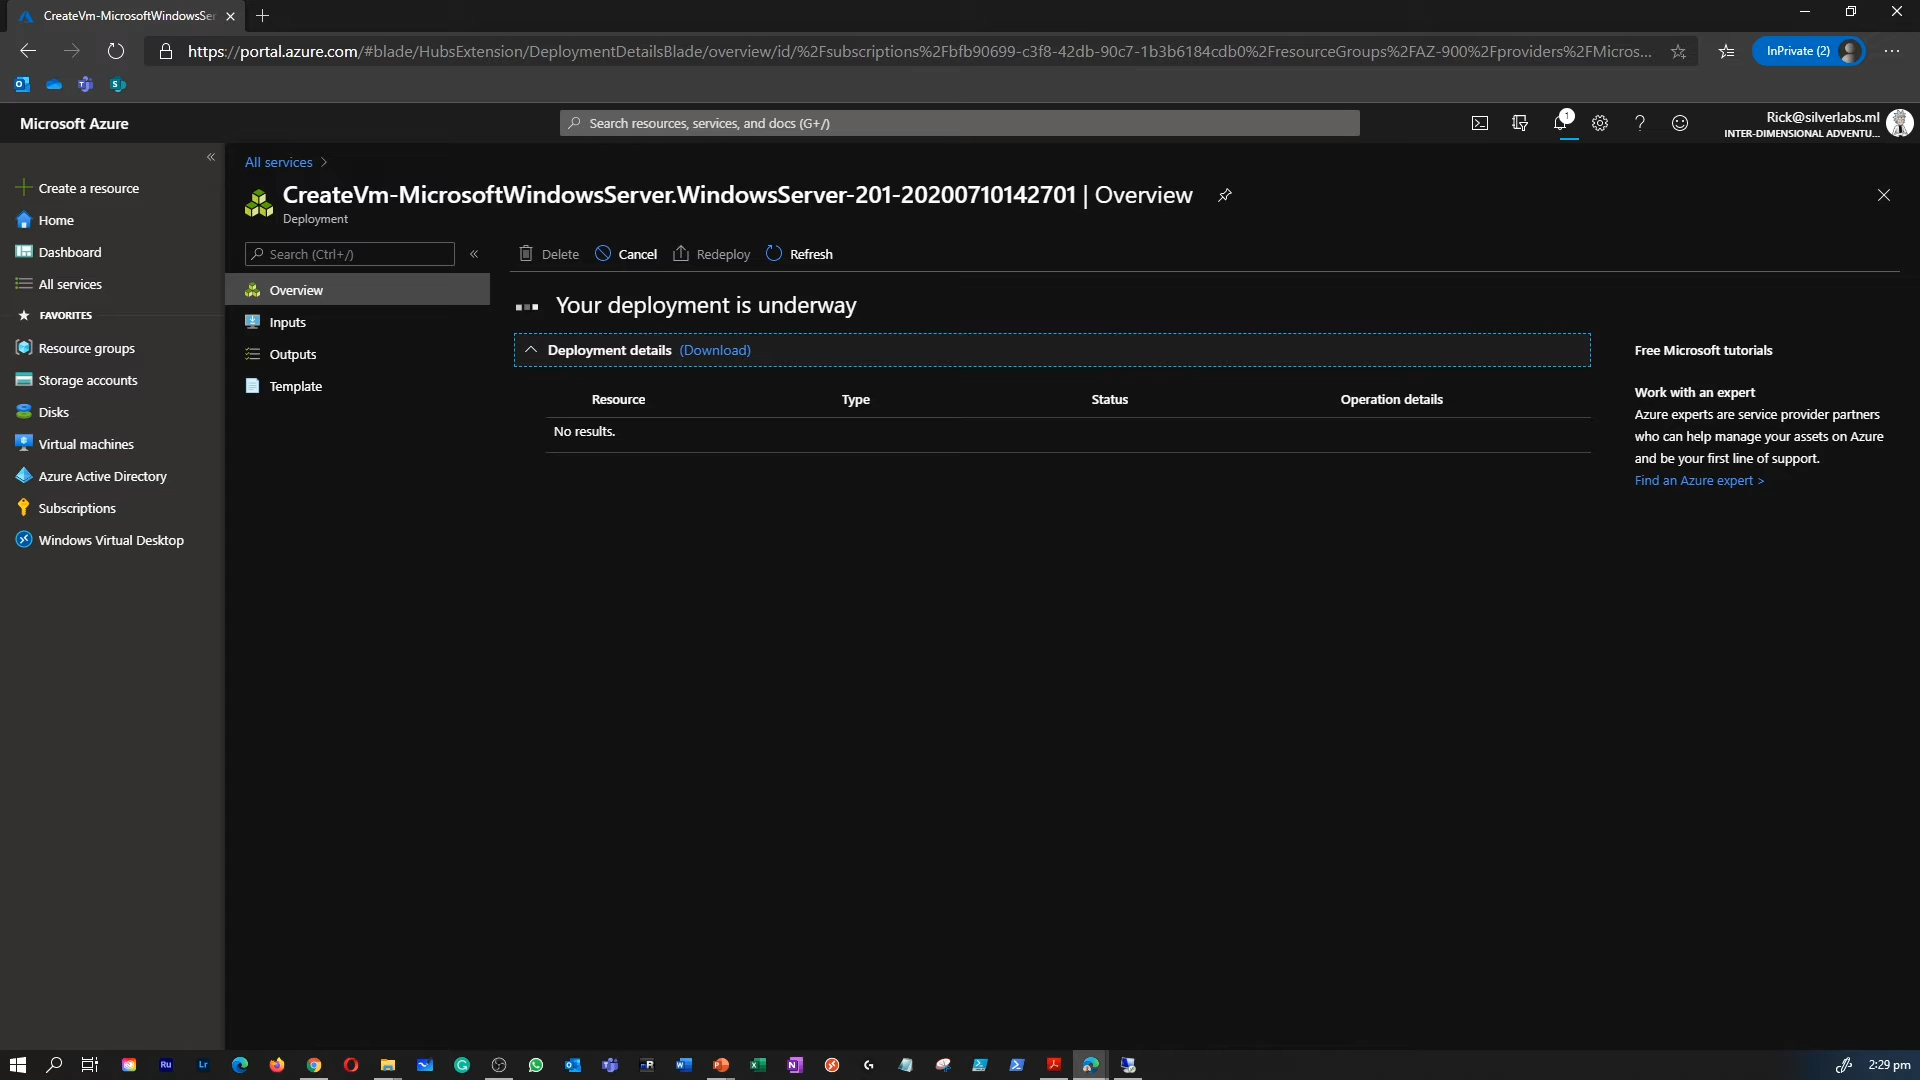 CreateVm-MicrosoftWindowsSer
https://portal.azure.com/#blade/HubsExtension/DeploymentDetailsBlade/overview/id/%2Fsubscriptions%2Fbfb90699-c3f8-42db-90c7-1b3b6184cdb0%2FresourceGroups%2FAZ-900%2Fproviders%2FMicros...
InPrivate (2)
Microsoft Azure
Search resources, services, and docs (G+/)
1
Rick@silverlabs.ml
INTER-DIMENSIONAL ADVENTU...
All services
CreateVm-MicrosoftWindowsServer.WindowsServer-201-20200710142701 | Overview
Deployment
Create a resource
Home
Dashboard
All services
FAVORITES
Resource groups
Storage accounts
Disks
Virtual machines
Azure Active Directory
Subscriptions
Windows Virtual Desktop
Search (Ctrl+/)
Overview
Inputs
Outputs
Template
Delete
Cancel
Redeploy
Refresh
Your deployment is underway
Deployment details (Download)
Resource Type Status Operation details
No results.
Free Microsoft tutorials
Work with an expert
Azure experts are service provider partners
who can help manage your assets on Azure
and be your first line of support.
Find an Azure expert >
Ru
Lr
2:29 pm